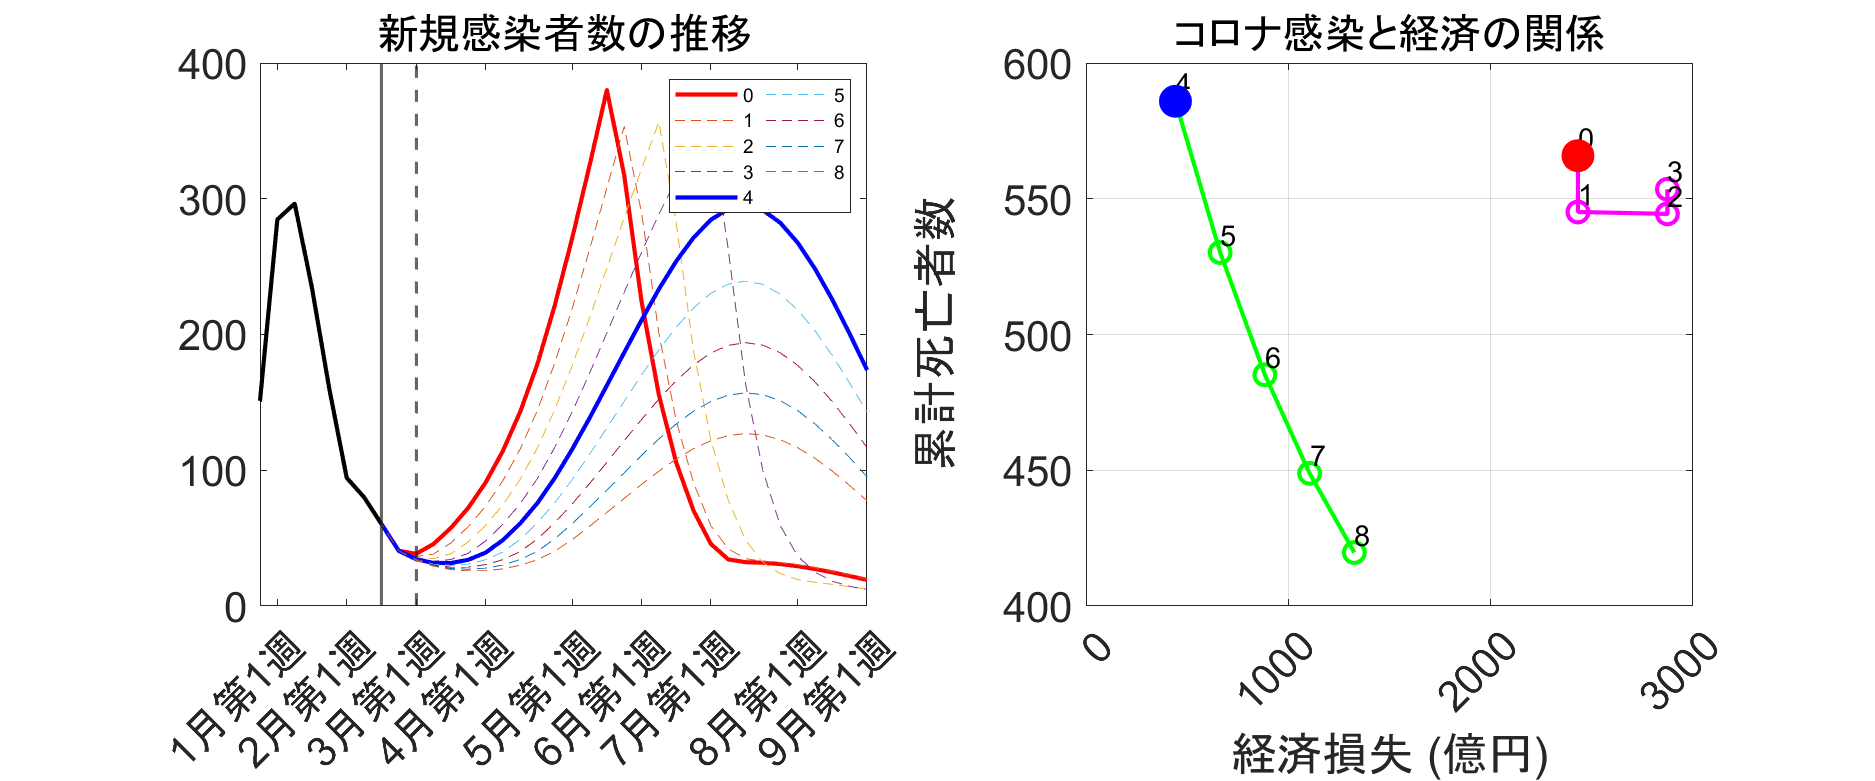 新規感染者数の推移
400
300
200
100
0
0 5
1 6
2 7
3 8
4
1月第1週
2月第1週
3月第1週
4月第1週
5月第1週
6月第1週
7月第1週
8月第1週
9月第1週
コロナ感染と経済の関係
累計死亡者数
600
550
500
450
400
4
0
3
1
2
5
6
7
8
0
1000
2000
3000
経済損失 (億円)